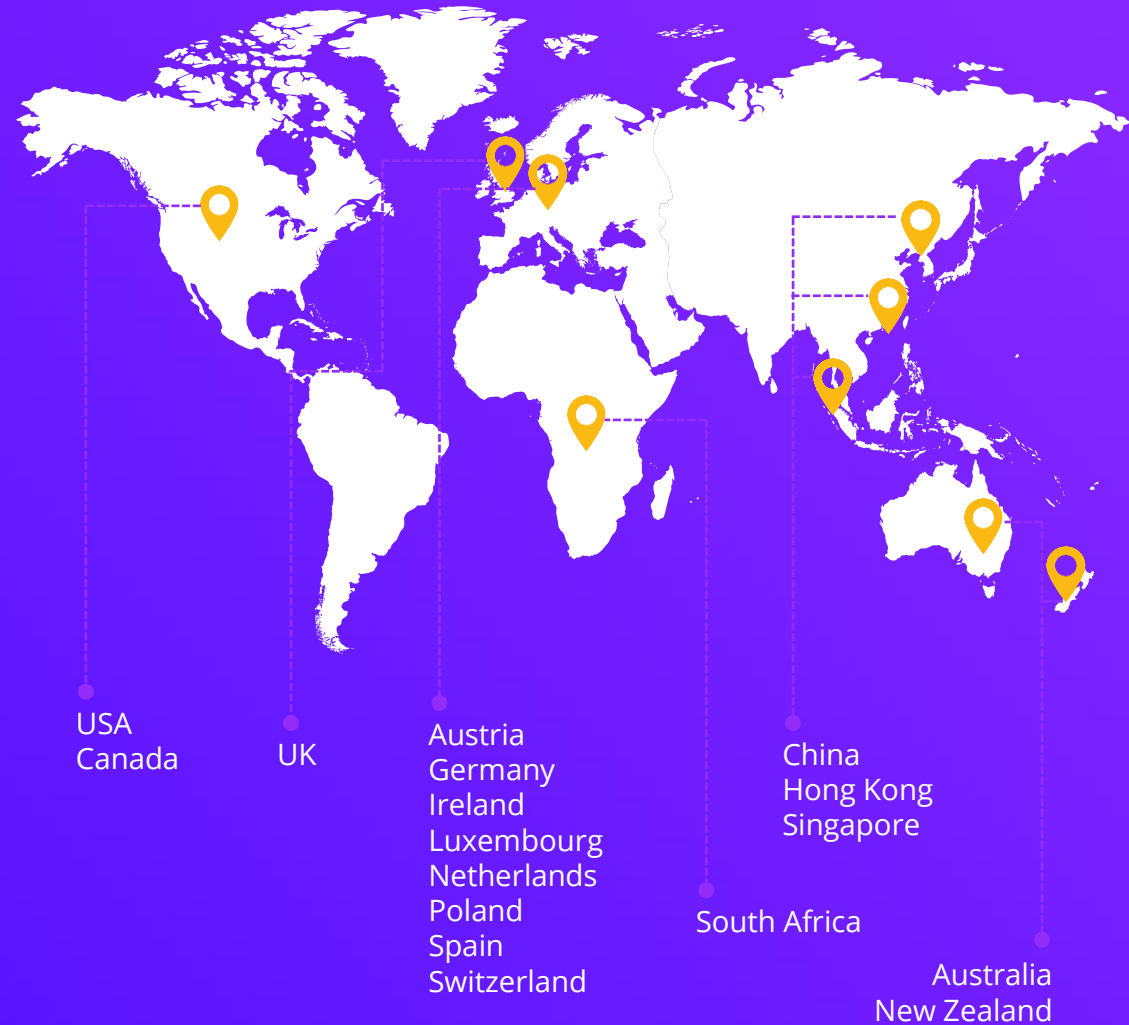 USA
Canada
UK
Austria
Germany
Ireland
Luxembourg
Netherlands
Poland
Spain
Switzerland
South Africa
China
Hong Kong
Singapore
Australia
New Zealand